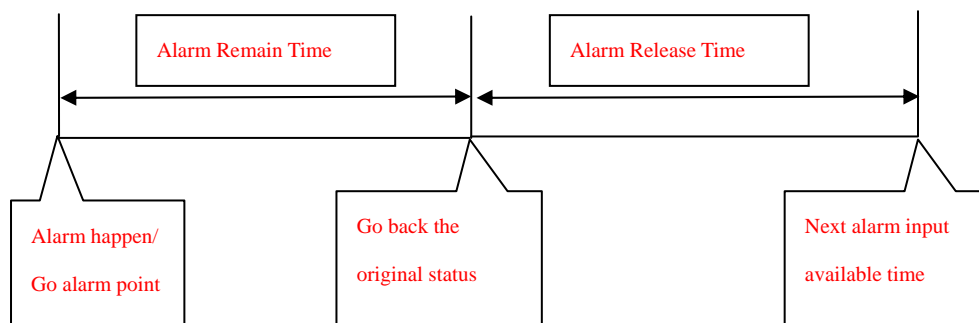 Alarm Remain Time
Alarm Release Time
Alarm happen/
Go alarm point
Go back the
original status
Next alarm input
available time